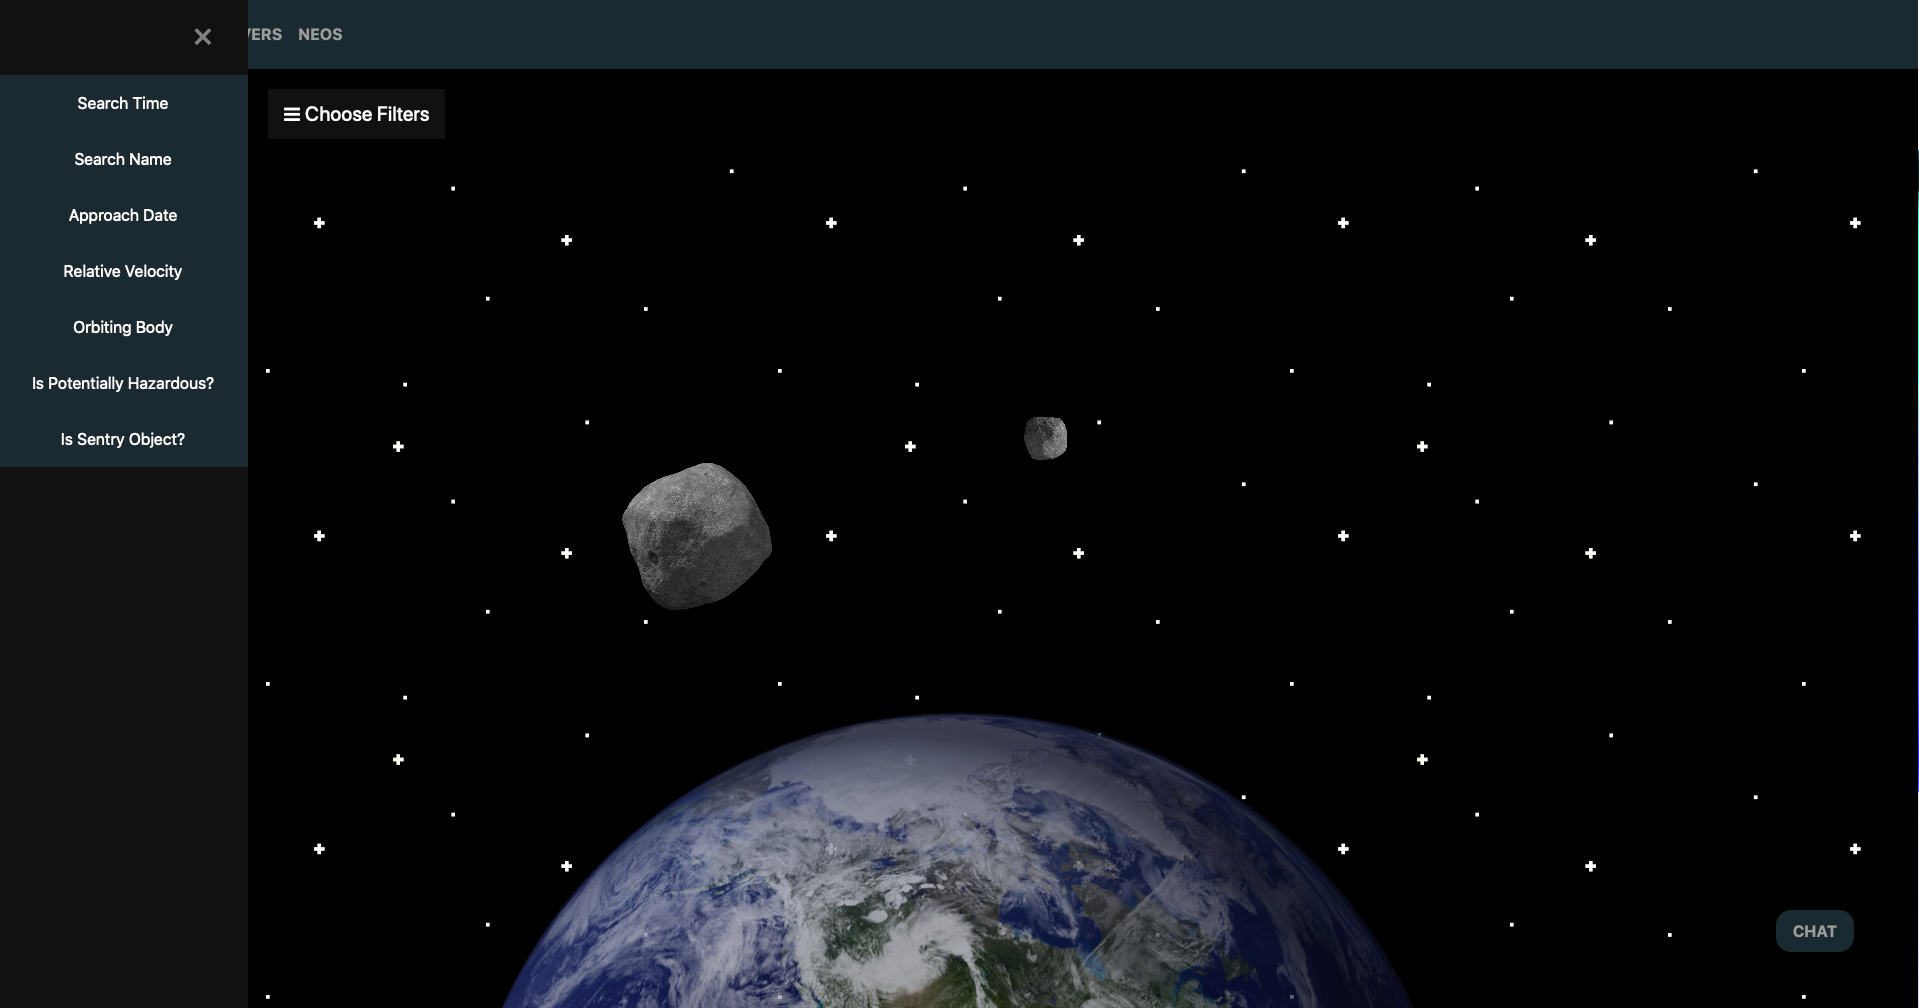 NEOS
Choose Filters
Search Time
Search Name
Approach Date
Relative Velocity
Orbiting Body
Is Potentially Hazardous?
Is Sentry Object?
CHAT